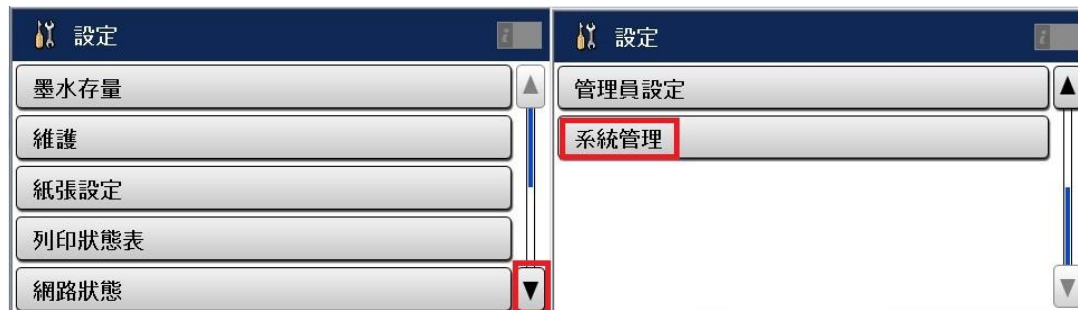 設定
墨水存量
維護
紙張設定
列印狀態表
網路狀態
設定
管理員設定
系統管理